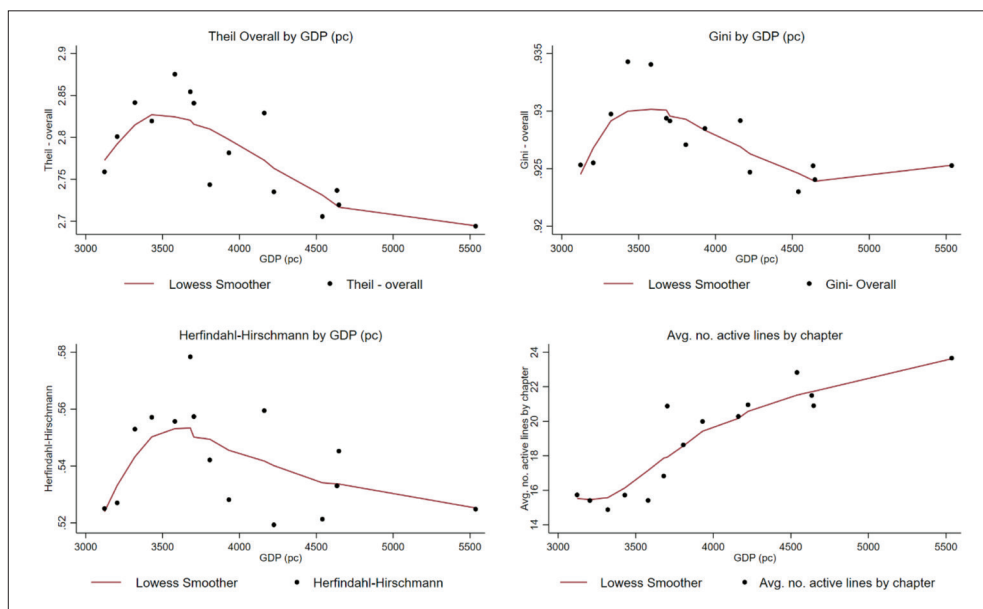 Theil Overall by GDP (pc)
Theil - overall
2.9
2.85
2.8
2.75
2.7
3000 3500 4000 4500 5000 5500
GDP (pc)
Lowess Smoother Theil - overall
Gini by GDP (pc)
Gini - overall
.935
.93
.925
.92
3000 3500 4000 4500 5000 5500
GDP (pc)
Lowess Smoother Gini- Overall
Herfindahl-Hirschmann by GDP (pc)
Herfindahl-Hirschmann
.58
.56
.54
.52
3000 3500 4000 4500 5000 5500
GDP (pc)
Lowess Smoother Herfindahl-Hirschmann
Avg. no. active lines by chapter
Avg. no. active lines by chapter
24
22
20
18
16
14
3000 3500 4000 4500 5000 5500
GDP (pc)
Lowess Smoother Avg. no. active lines by chapter